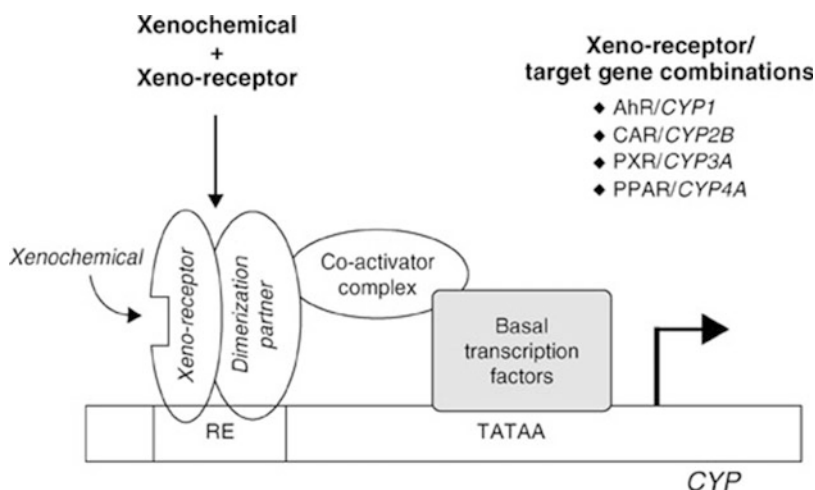 Xenochemical
+
Xeno-receptor
Xeno-receptor/
target gene combinations
◆ AhR/CYP1
◆ CAR/CYP2B
◆ PXR/CYP3A
◆ PPAR/CYP4A
Xenochemical
Xeno-receptor
Dimerization
partner
Co-activator
complex
Basal
transcription
factors
RE
TATAA
CYP